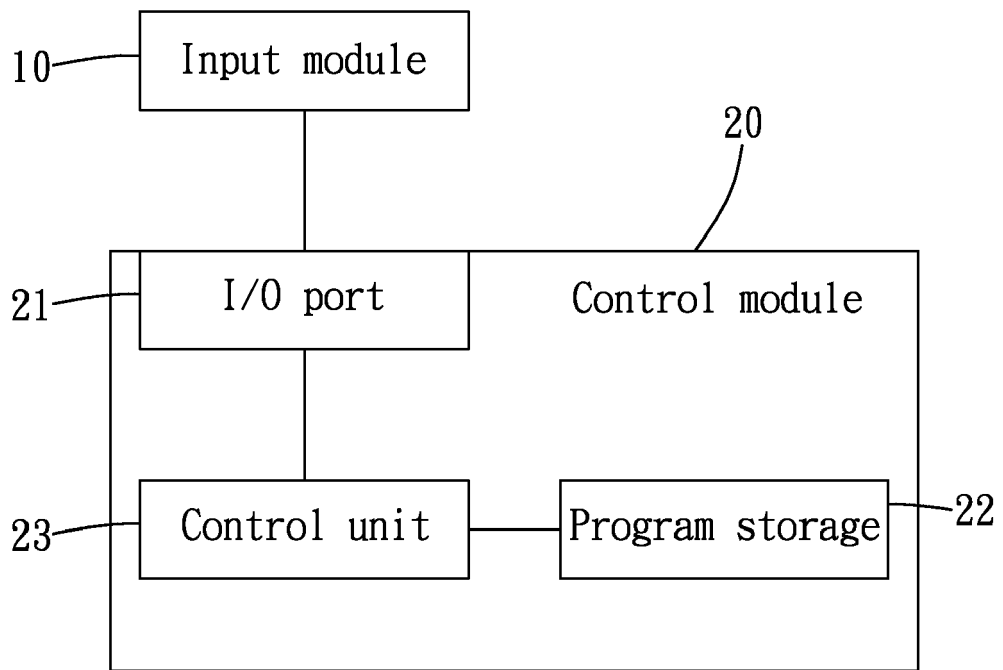 10
Input module
20
21
I/O port
Control module
23
Control unit
Program storage
22